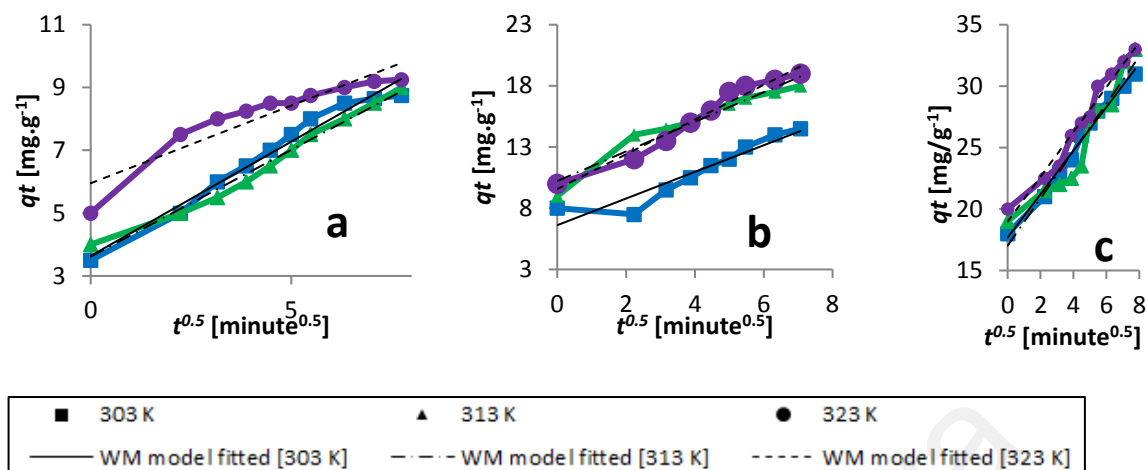 11
9
7
5
3
qt [mg.g-1]
0
5
t0.5 [minute0.5]
a
23
18
13
8
3
qt [mg.g-1]
0 2 4 6 8
t0.5 [minute0.5]
b
35
30
25
20
15
qt [mg/g-1]
0 2 4 6 8
t0.5 [minute0.5]
c
303 K 313 K 323 K
WM model fitted [303 K] WM model fitted [313 K] WM model fitted [323 K]